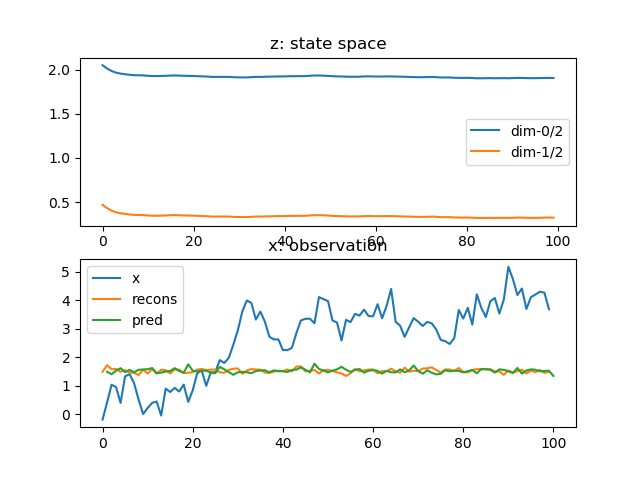 z: state space
2.0
1.5
1.0
0.5
dim-0/2
dim-1/2
0 20 40 60 80 100
x: observation
5
4
3
2
1
0
x
recons
pred
0 20 40 60 80 100